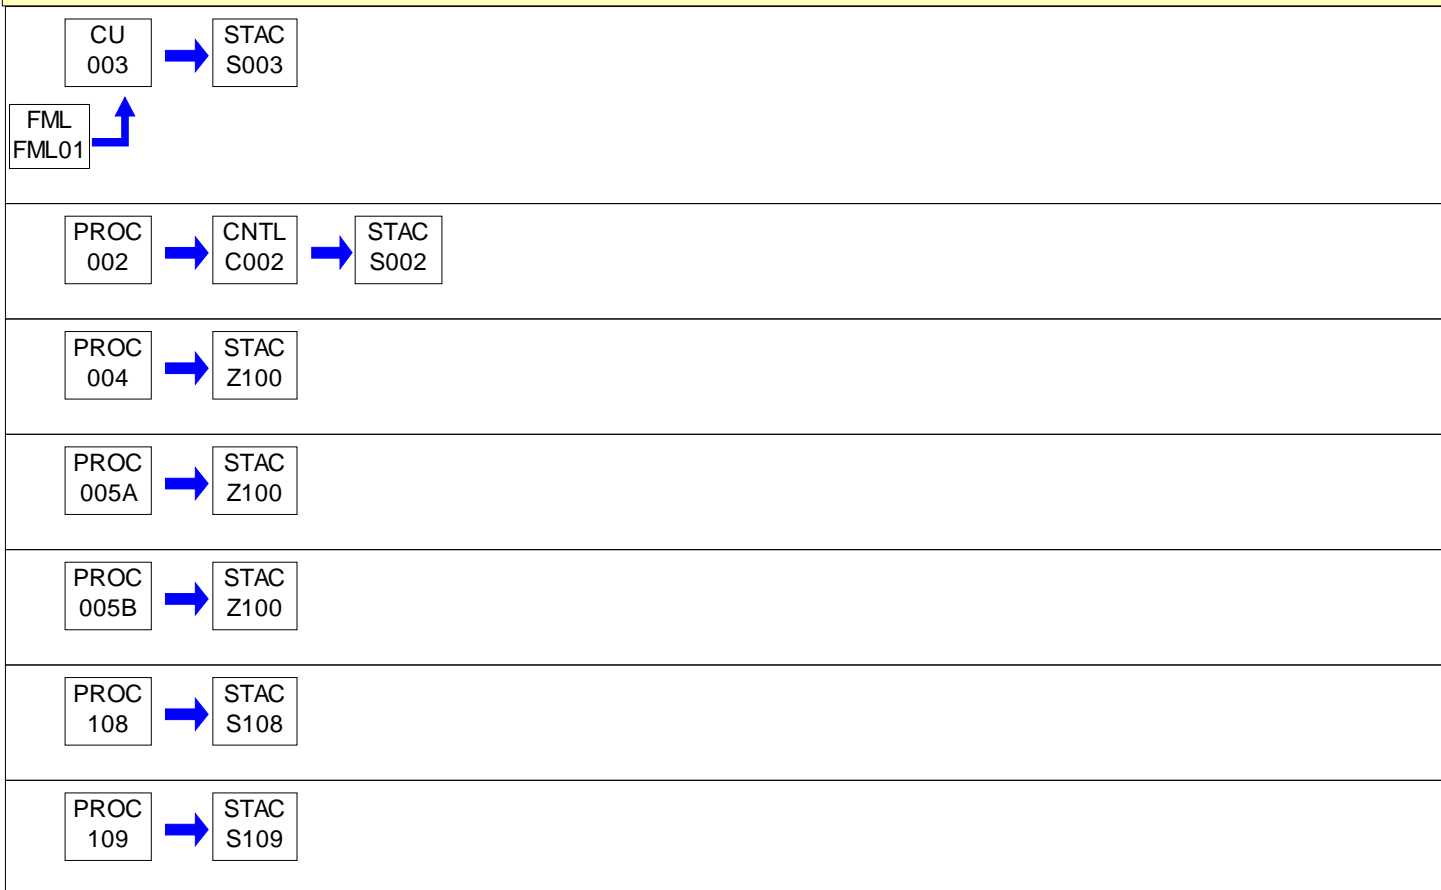 CU
003
STAC
S003
FML
FML01
PROC
002
CNTL
C002
STAC
S002
PROC
004
STAC
Z100
PROC
005A
STAC
Z100
PROC
005B
STAC
Z100
PROC
108
STAC
S108
PROC
109
STAC
S109